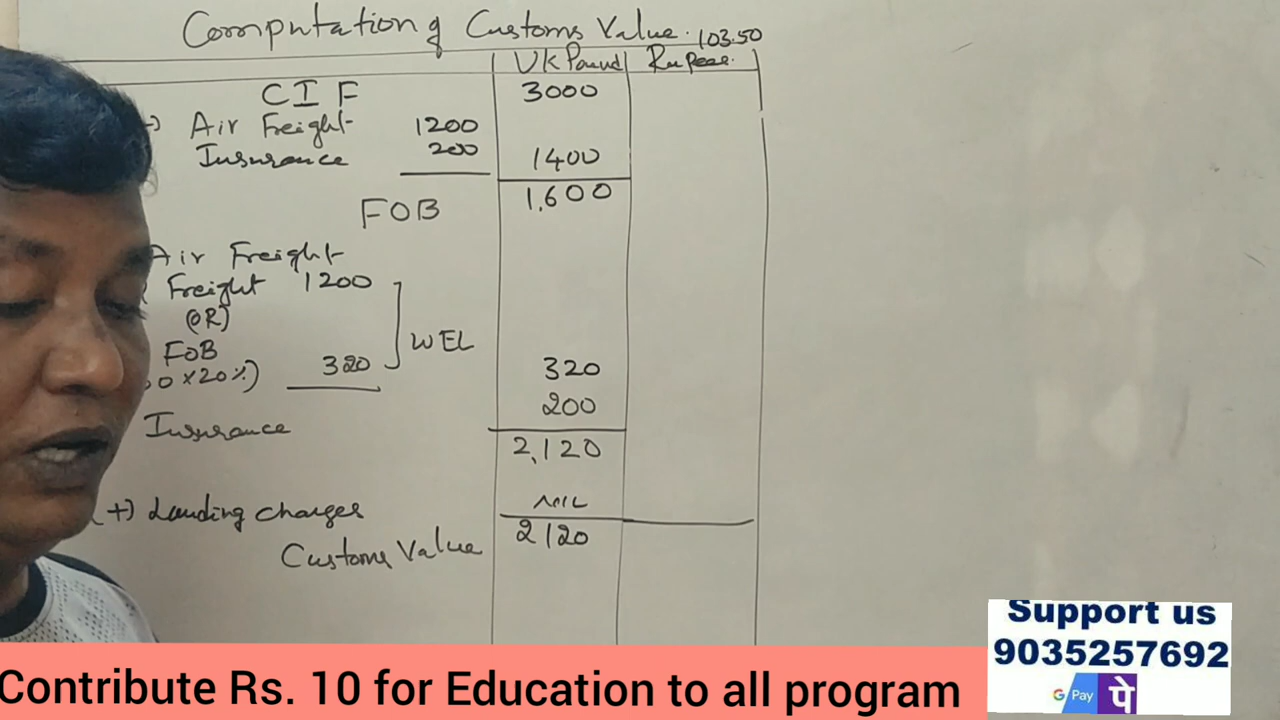 Computation of Customs Value. 103.50
UK Pound Rupees.
CIF 3000
-) Air Freight 1200
Insurance 200 1400
FOB 1,600
Air Freight
Freight 1200
(OR)
WEL
FOB
0 x 20%) 320 320
Insurance 200
2,120
(+) Landing charges NIL
Customs Value 2120
Contribute Rs. 10 for Education to all program
Support us
9035257692
G Pay पे